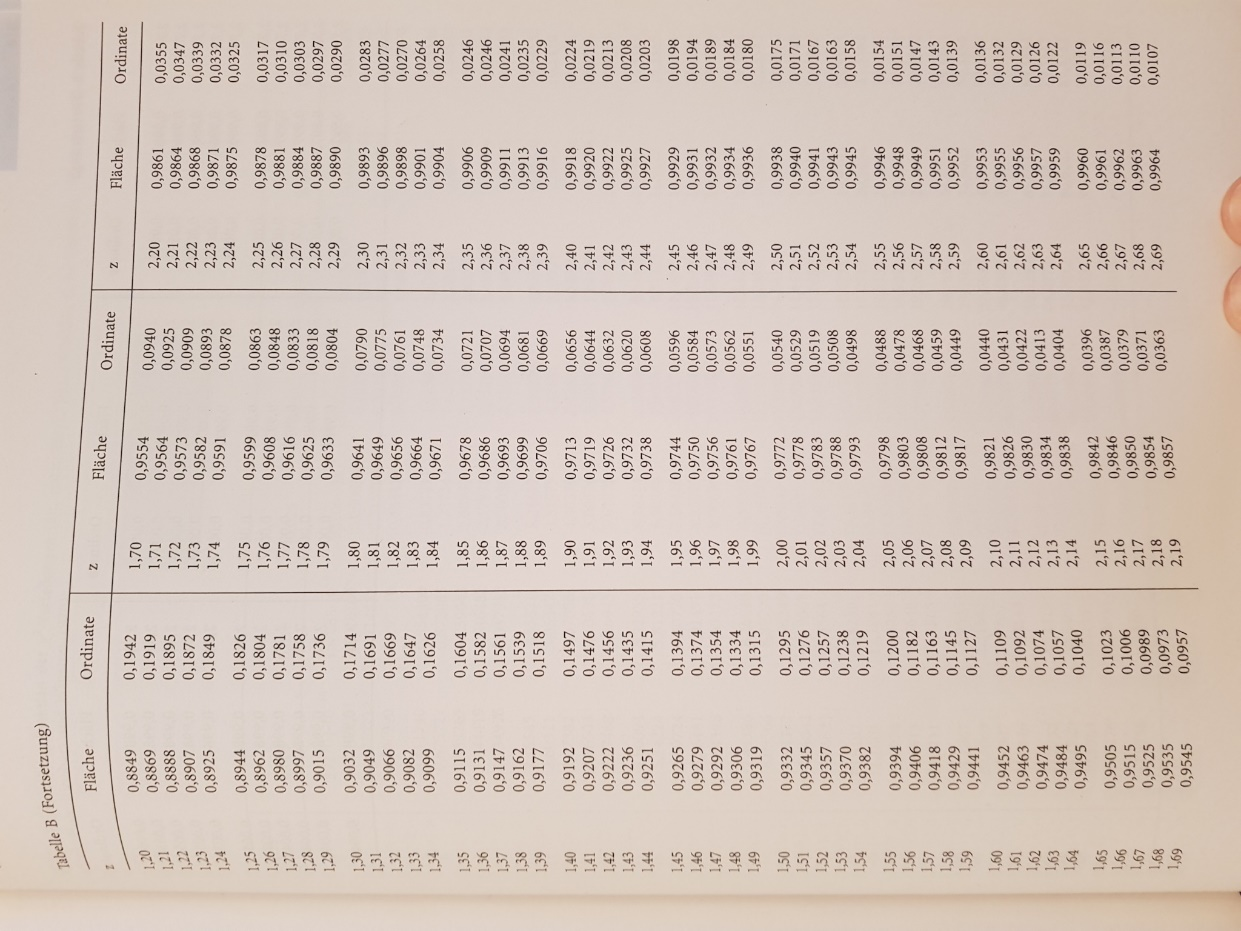 Tabelle B (Fortsetzung)
z Fläche Ordinate z Fläche Ordinate z Fläche Ordinate
1,20 0,8849 0,1942 1,70 0,9554 0,0940 2,20 0,9861 0,0355
1,21 0,8869 0,1919 1,71 0,9564 0,0925 2,21 0,9864 0,0347
1,22 0,8888 0,1895 1,72 0,9573 0,0909 2,22 0,9868 0,0339
1,23 0,8907 0,1872 1,73 0,9582 0,0893 2,23 0,9871 0,0332
1,24 0,8925 0,1849 1,74 0,9591 0,0878 2,24 0,9875 0,0325
1,25 0,8944 0,1826 1,75 0,9599 0,0863 2,25 0,9878 0,0317
1,26 0,8962 0,1804 1,76 0,9608 0,0848 2,26 0,9881 0,0310
1,27 0,8980 0,1781 1,77 0,9616 0,0833 2,27 0,9884 0,0303
1,28 0,8997 0,1758 1,78 0,9625 0,0818 2,28 0,9887 0,0297
1,29 0,9015 0,1736 1,79 0,9633 0,0804 2,29 0,9890 0,0290
1,30 0,9032 0,1714 1,80 0,9641 0,0790 2,30 0,9893 0,0283
1,31 0,9049 0,1691 1,81 0,9649 0,0775 2,31 0,9896 0,0277
1,32 0,9066 0,1669 1,82 0,9656 0,0761 2,32 0,9898 0,0270
1,33 0,9082 0,1647 1,83 0,9664 0,0748 2,33 0,9901 0,0264
1,34 0,9099 0,1626 1,84 0,9671 0,0734 2,34 0,9904 0,0258
1,35 0,9115 0,1604 1,85 0,9678 0,0721 2,35 0,9906 0,0246
1,36 0,9131 0,1582 1,86 0,9686 0,0707 2,36 0,9909 0,0246
1,37 0,9147 0,1561 1,87 0,9693 0,0694 2,37 0,9911 0,0241
1,38 0,9162 0,1539 1,88 0,9699 0,0681 2,38 0,9913 0,0235
1,39 0,9177 0,1518 1,89 0,9706 0,0669 2,39 0,9916 0,0229
1,40 0,9192 0,1497 1,90 0,9713 0,0656 2,40 0,9918 0,0224
1,41 0,9207 0,1476 1,91 0,9719 0,0644 2,41 0,9920 0,0219
1,42 0,9222 0,1456 1,92 0,9726 0,0632 2,42 0,9922 0,0213
1,43 0,9236 0,1435 1,93 0,9732 0,0620 2,43 0,9925 0,0208
1,44 0,9251 0,1415 1,94 0,9738 0,0608 2,44 0,9927 0,0203
1,45 0,9265 0,1394 1,95 0,9744 0,0596 2,45 0,9929 0,0198
1,46 0,9279 0,1374 1,96 0,9750 0,0584 2,46 0,9931 0,0194
1,47 0,9292 0,1354 1,97 0,9756 0,0573 2,47 0,9932 0,0189
1,48 0,9306 0,1334 1,98 0,9761 0,0562 2,48 0,9934 0,0184
1,49 0,9319 0,1315 1,99 0,9767 0,0551 2,49 0,9936 0,0180
1,50 0,9332 0,1295 2,00 0,9772 0,0540 2,50 0,9938 0,0175
1,51 0,9345 0,1276 2,01 0,9778 0,0529 2,51 0,9940 0,0171
1,52 0,9357 0,1257 2,02 0,9783 0,0519 2,52 0,9941 0,0167
1,53 0,9370 0,1238 2,03 0,9788 0,0508 2,53 0,9943 0,0163
1,54 0,9382 0,1219 2,04 0,9793 0,0498 2,54 0,9945 0,0158
1,55 0,9394 0,1200 2,05 0,9798 0,0488 2,55 0,9946 0,0154
1,56 0,9406 0,1182 2,06 0,9803 0,0478 2,56 0,9948 0,0151
1,57 0,9418 0,1163 2,07 0,9808 0,0468 2,57 0,9949 0,0147
1,58 0,9429 0,1145 2,08 0,9812 0,0459 2,58 0,9951 0,0143
1,59 0,9441 0,1127 2,09 0,9817 0,0449 2,59 0,9952 0,0139
1,60 0,9452 0,1109 2,10 0,9821 0,0440 2,60 0,9953 0,0136
1,61 0,9463 0,1092 2,11 0,9826 0,0431 2,61 0,9955 0,0132
1,62 0,9474 0,1074 2,12 0,9830 0,0422 2,62 0,9956 0,0129
1,63 0,9484 0,1057 2,13 0,9834 0,0413 2,63 0,9957 0,0126
1,64 0,9495 0,1040 2,14 0,9838 0,0404 2,64 0,9959 0,0122
1,65 0,9505 0,1023 2,15 0,9842 0,0396 2,65 0,9960 0,0119
1,66 0,9515 0,1006 2,16 0,9846 0,0387 2,66 0,9961 0,0116
1,67 0,9525 0,0989 2,17 0,9850 0,0379 2,67 0,9962 0,0113
1,68 0,9535 0,0973 2,18 0,9854 0,0371 2,68 0,9963 0,0110
1,69 0,9545 0,0957 2,19 0,9857 0,0363 2,69 0,9964 0,0107